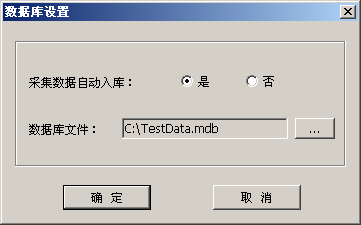 数据库设置
采集数据自动入库： 是 否
数据库文件： C:\TestData.mdb ...
确 定 取 消